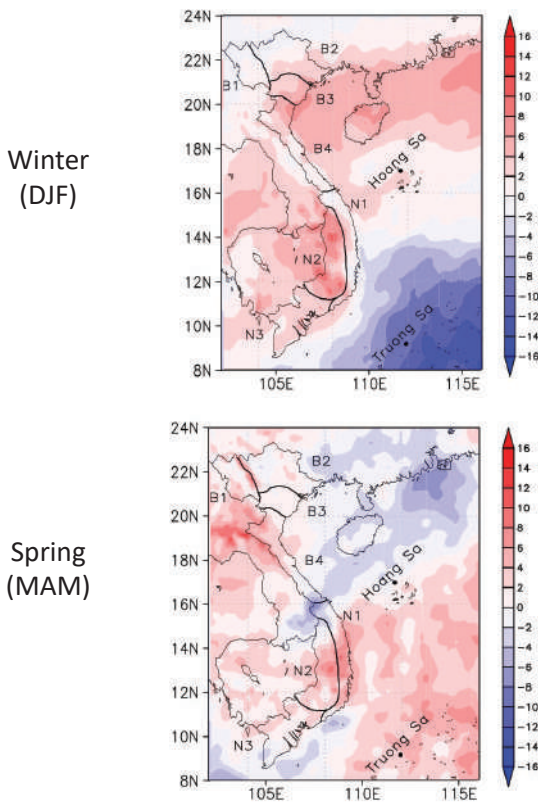 Winter
(DJF)
24N
22N
20N
18N
16N
14N
12N
10N
8N
105E
110E
115E
B1
B2
B3
B4
N1
N2
N3
Hoang Sa
Truong Sa
16
14
12
10
8
6
4
2
0
−2
−4
−6
−8
−10
−12
−14
−16
Spring
(MAM)
24N
22N
20N
18N
16N
14N
12N
10N
8N
105E
110E
115E
B1
B2
B3
B4
N1
N2
N3
Hoang Sa
Truong Sa
16
14
12
10
8
6
4
2
0
−2
−4
−6
−8
−10
−12
−14
−16